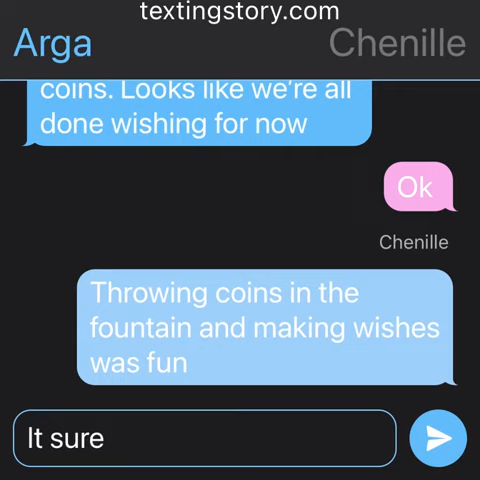 textingstory.com
Arga
Chenille
coins. Looks like we're all
done wishing for now
Ok
Chenille
Throwing coins in the
fountain and making wishes
was fun
It sure